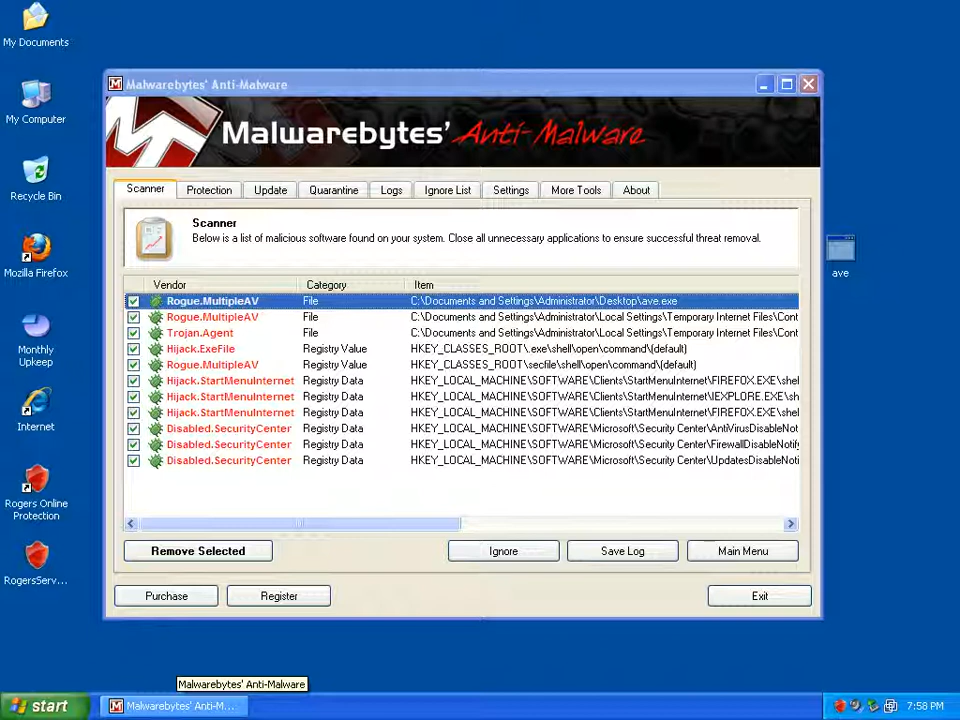 My Documents
My Computer
Recycle Bin
Mozilla Firefox
Monthly
Upkeep
Internet
Rogers Online
Protection
RogersServ...
ave
Malwarebytes' Anti-Malware
Malwarebytes' Anti-Malware
Scanner Protection Update Quarantine Logs Ignore List Settings More Tools About
Scanner
Below is a list of malicious software found on your system. Close all unnecessary applications to ensure successful threat removal.
Vendor Category Item
Rogue.MultipleAV File C:\Documents and Settings\Administrator\Desktop\ave.exe
Rogue.MultipleAV File C:\Documents and Settings\Administrator\Local Settings\Temporary Internet Files\Cont
Trojan.Agent File C:\Documents and Settings\Administrator\Local Settings\Temporary Internet Files\Cont
Hijack.ExeFile Registry Value HKEY_CLASSES_ROOT\.exe\shell\open\command\(default)
Rogue.MultipleAV Registry Value HKEY_CLASSES_ROOT\secfile\shell\open\command\(default)
Hijack.StartMenuInternet Registry Data HKEY_LOCAL_MACHINE\SOFTWARE\Clients\StartMenuInternet\FIREFOX.EXE\shel
Hijack.StartMenuInternet Registry Data HKEY_LOCAL_MACHINE\SOFTWARE\Clients\StartMenuInternet\IEXPLORE.EXE\she
Hijack.StartMenuInternet Registry Data HKEY_LOCAL_MACHINE\SOFTWARE\Clients\StartMenuInternet\FIREFOX.EXE\shel
Disabled.SecurityCenter Registry Data HKEY_LOCAL_MACHINE\SOFTWARE\Microsoft\Security Center\AntiVirusDisableNot
Disabled.SecurityCenter Registry Data HKEY_LOCAL_MACHINE\SOFTWARE\Microsoft\Security Center\FirewallDisableNotify
Disabled.SecurityCenter Registry Data HKEY_LOCAL_MACHINE\SOFTWARE\Microsoft\Security Center\UpdatesDisableNoti
Remove Selected Ignore Save Log Main Menu
Purchase Register Exit
Malwarebytes' Anti-Malware
start Malwarebytes' Anti-M... 7:58 PM